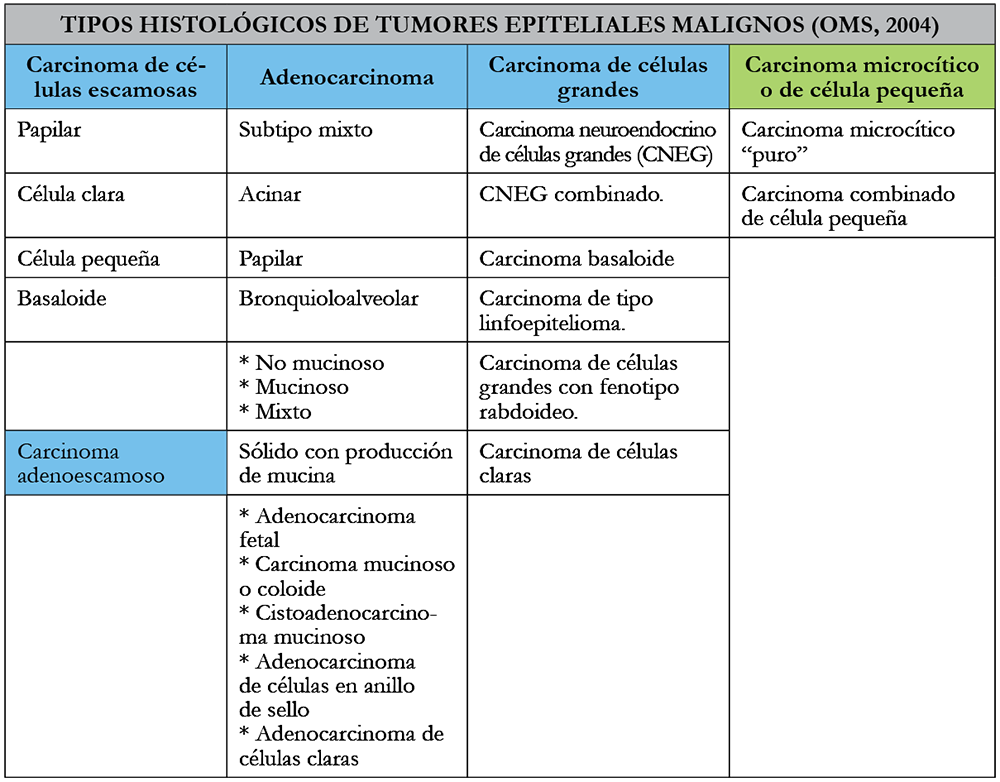 TIPOS HISTOLÓGICOS DE TUMORES EPITELIALES MALIGNOS (OMS, 2004)
Carcinoma de cé-
lulas escamosas
Adenocarcinoma
Carcinoma de células
grandes
Carcinoma microcítico
o de célula pequeña
Papilar
Subtipo mixto
Carcinoma neuroendocrino
de células grandes (CNEG)
Carcinoma microcítico
“puro”
Célula clara
Acinar
CNEG combinado.
Carcinoma combinado
de célula pequeña
Célula pequeña
Papilar
Carcinoma basaloide
Basaloide
Bronquioloalveolar
Carcinoma de tipo
linfoepitelioma.
* No mucinoso
* Mucinoso
* Mixto
Carcinoma de células
grandes con fenotipo
rabdoideo.
Carcinoma
adenoescamoso
Sólido con producción
de mucina
Carcinoma de células
claras
* Adenocarcinoma
fetal
* Carcinoma mucinoso
o coloide
* Cistoadenocarcino-
ma mucinoso
* Adenocarcinoma
de células en anillo
de sello
* Adenocarcinoma de
células claras